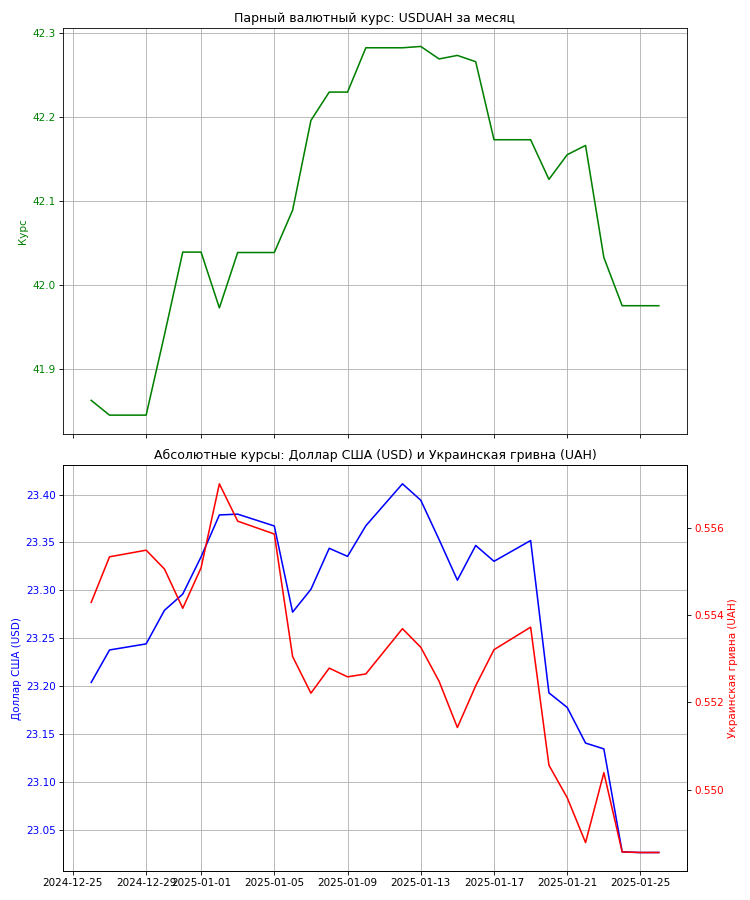 Парный валютный курс: USDUAH за месяц
42.3
42.2
42.1
42.0
41.9
Курс
Абсолютные курсы: Доллар США (USD) и Украинская гривна (UAH)
23.40
23.35
23.30
23.25
23.20
23.15
23.10
23.05
Доллар США (USD)
0.556
0.554
0.552
0.550
Украинская гривна (UAH)
2024-12-25 2024-12-29 2025-01-01 2025-01-05 2025-01-09 2025-01-13 2025-01-17 2025-01-21 2025-01-25